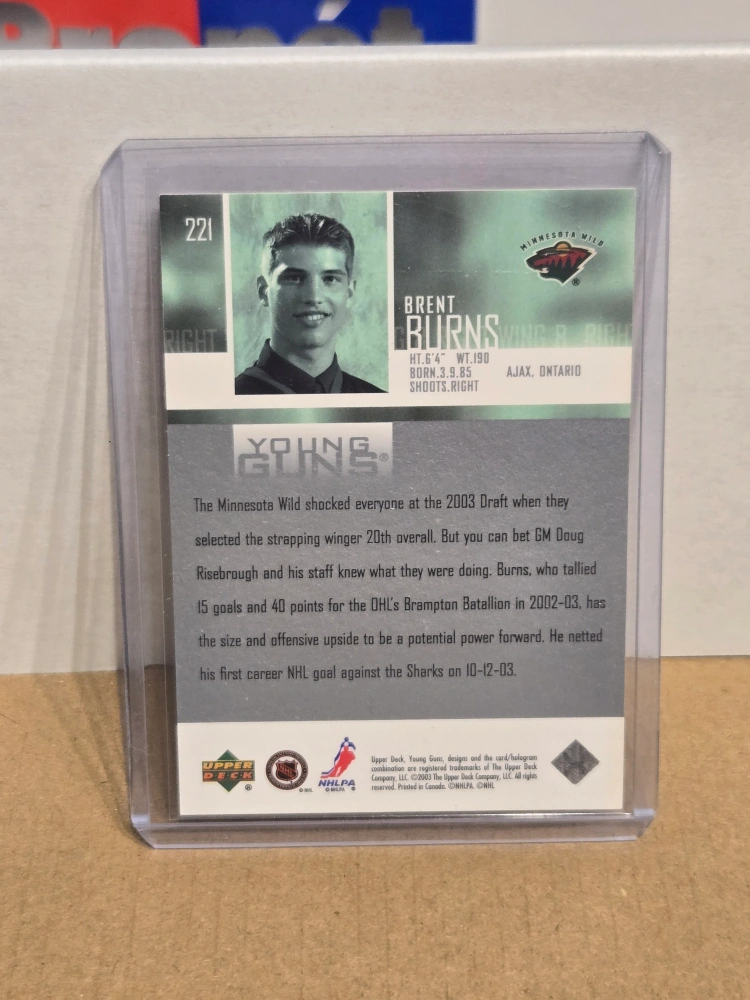 221
MINNESOTA WILD
BRENT
BURNS
RIGHT
WING R
RIGH
HT.6'4" WT.190
BORN.3.9.85
AJAX, ONTARIO
SHOOTS.RIGHT
YOUNG
GUNS®
The Minnesota Wild shocked everyone at the 2003 Draft when they
selected the strapping winger 20th overall. But you can bet GM Doug
Risebrough and his staff knew what they were doing. Burns, who tallied
15 goals and 40 points for the OHL's Brampton Batallion in 2002-03, has
the size and offensive upside to be a potential power forward. He netted
his first career NHL goal against the Sharks on 10-12-03.
UPPER
DECK
NHL
© NHL
NHLPA
© NHLPA
Upper Deck, Young Guns, designs and the card/hologram
combination are registered trademarks of The Upper Deck
Company, LLC. ©2003 The Upper Deck Company, LLC. All rights
reserved. Printed in Canada. ©NHLPA. ©NHL